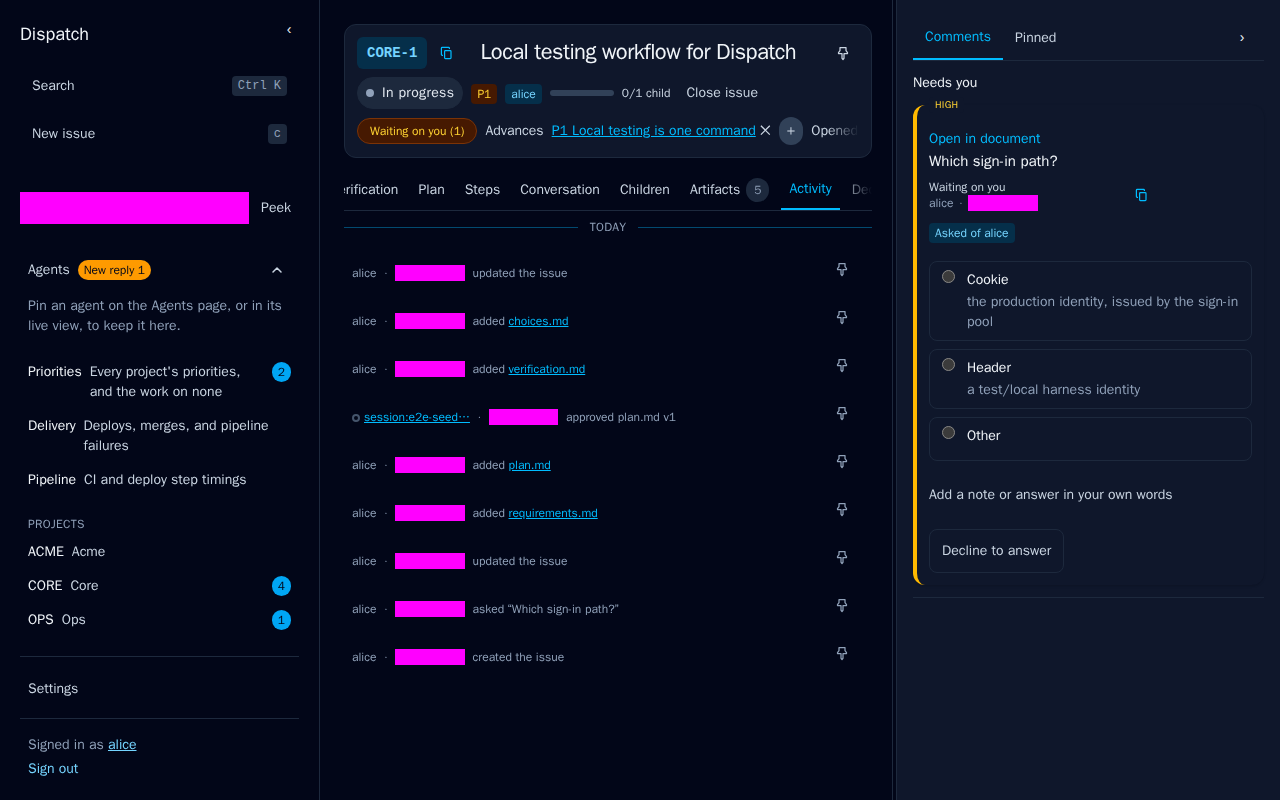 Dispatch
Search
Ctrl K
New issue
C
Peek
Agents
New reply 1
Pin an agent on the Agents page, or in its
live view, to keep it here.
Priorities Every project's priorities,
and the work on none
2
Delivery Deploys, merges, and pipeline
failures
Pipeline CI and deploy step timings
PROJECTS
ACME Acme
CORE Core 4
OPS Ops 1
Settings
Signed in as alice
Sign out
CORE-1 Local testing workflow for Dispatch
In progress P1 alice 0/1 child Close issue
Waiting on you (1) Advances P1 Local testing is one command + Opened
erification Plan Steps Conversation Children Artifacts 5 Activity De
TODAY
alice · updated the issue
alice · added choices.md
alice · added verification.md
session:e2e-seed··· · approved plan.md v1
alice · added plan.md
alice · added requirements.md
alice · updated the issue
alice · asked “Which sign-in path?”
alice · created the issue
Comments Pinned
Needs you
HIGH
Open in document
Which sign-in path?
Waiting on you
alice ·
Asked of alice
Cookie
the production identity, issued by the sign-in
pool
Header
a test/local harness identity
Other
Add a note or answer in your own words
Decline to answer